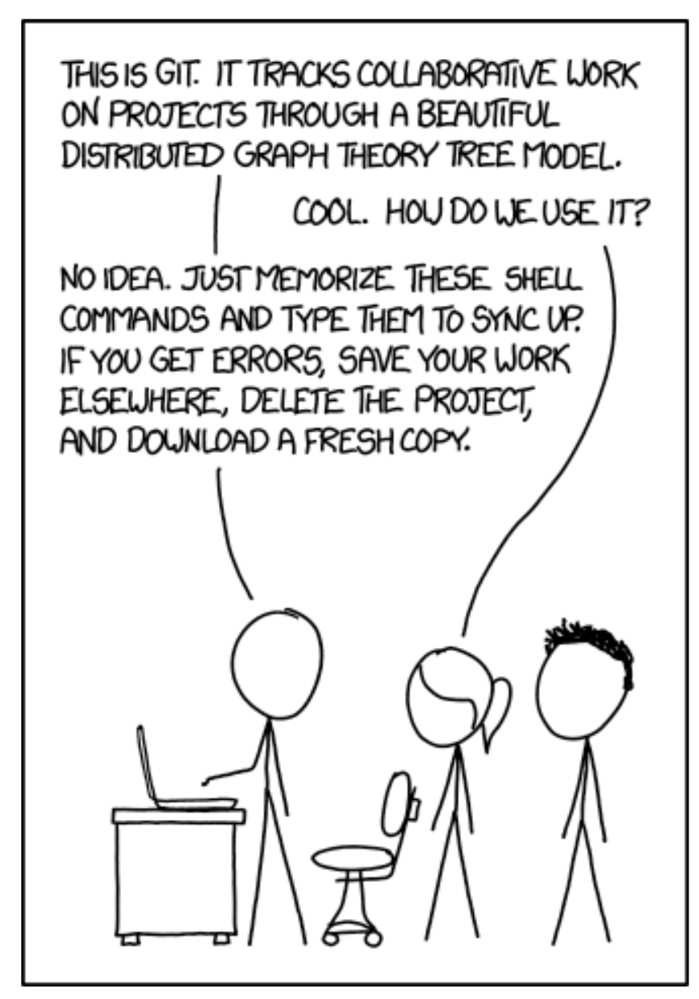 THIS IS GIT. IT TRACKS COLLABORATIVE WORK
ON PROJECTS THROUGH A BEAUTIFUL
DISTRIBUTED GRAPH THEORY TREE MODEL.
COOL. HOW DO WE USE IT?
NO IDEA. JUST MEMORIZE THESE SHELL
COMMANDS AND TYPE THEM TO SYNC UP.
IF YOU GET ERRORS, SAVE YOUR WORK
ELSEWHERE, DELETE THE PROJECT,
AND DOWNLOAD A FRESH COPY.